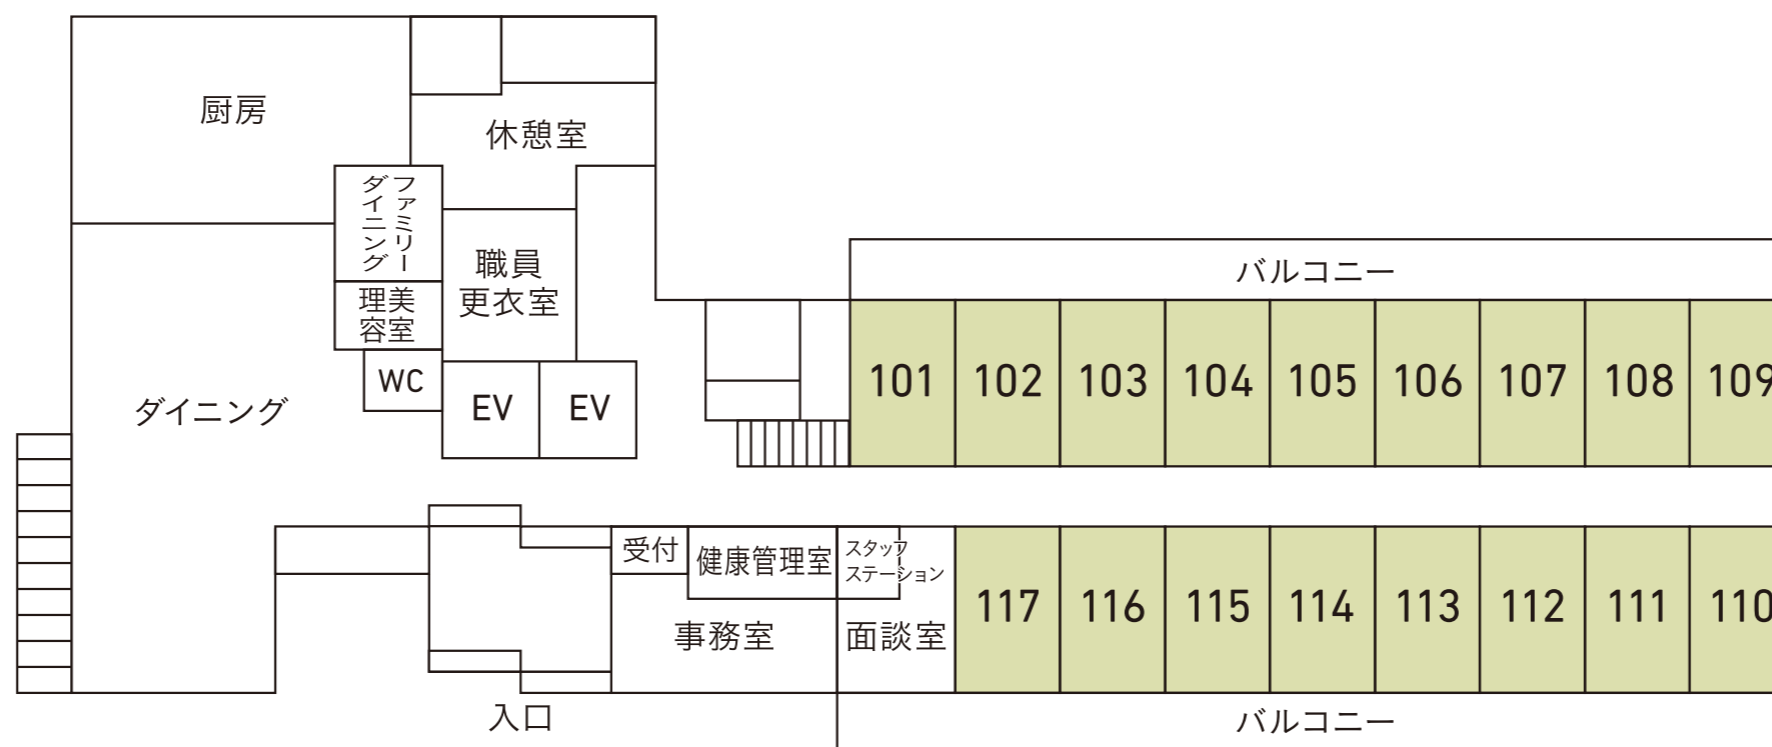 厨房
休憩室
ファミリー
ダイニング
職員
更衣室
理美
容室
WC
EV
EV
ダイニング
バルコニー
101
102
103
104
105
106
107
108
109
受付
健康管理室
スタッフ
ステーション
事務室
面談室
117
116
115
114
113
112
111
110
入口
バルコニー